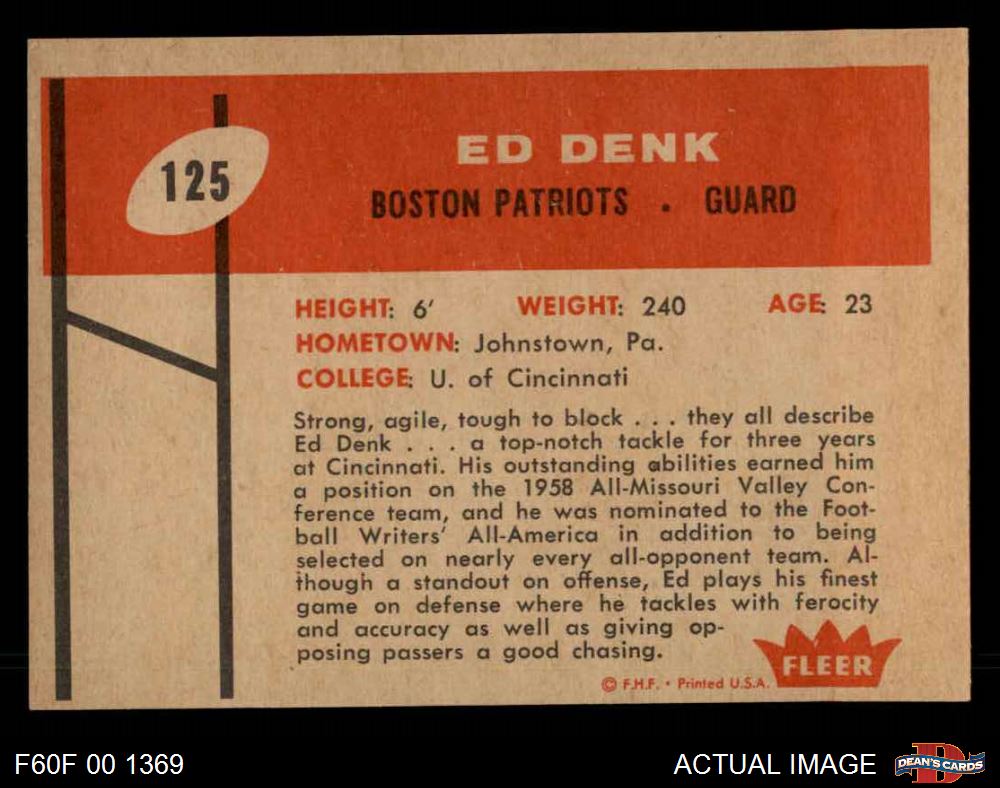 125
ED DENK
BOSTON PATRIOTS . GUARD
HEIGHT: 6' WEIGHT: 240 AGE: 23
HOMETOWN: Johnstown, Pa.
COLLEGE: U. of Cincinnati
Strong, agile, tough to block . . . they all describe
Ed Denk . . . a top-notch tackle for three years
at Cincinnati. His outstanding abilities earned him
a position on the 1958 All-Missouri Valley Con-
ference team, and he was nominated to the Foot-
ball Writers' All-America in addition to being
selected on nearly every all-opponent team. Al-
though a standout on offense, Ed plays his finest
game on defense where he tackles with ferocity
and accuracy as well as giving op-
posing passers a good chasing.
FLEER
© F.H.F. • Printed U.S.A.
F60F 00 1369
ACTUAL IMAGE
D
DEAN'S CARDS